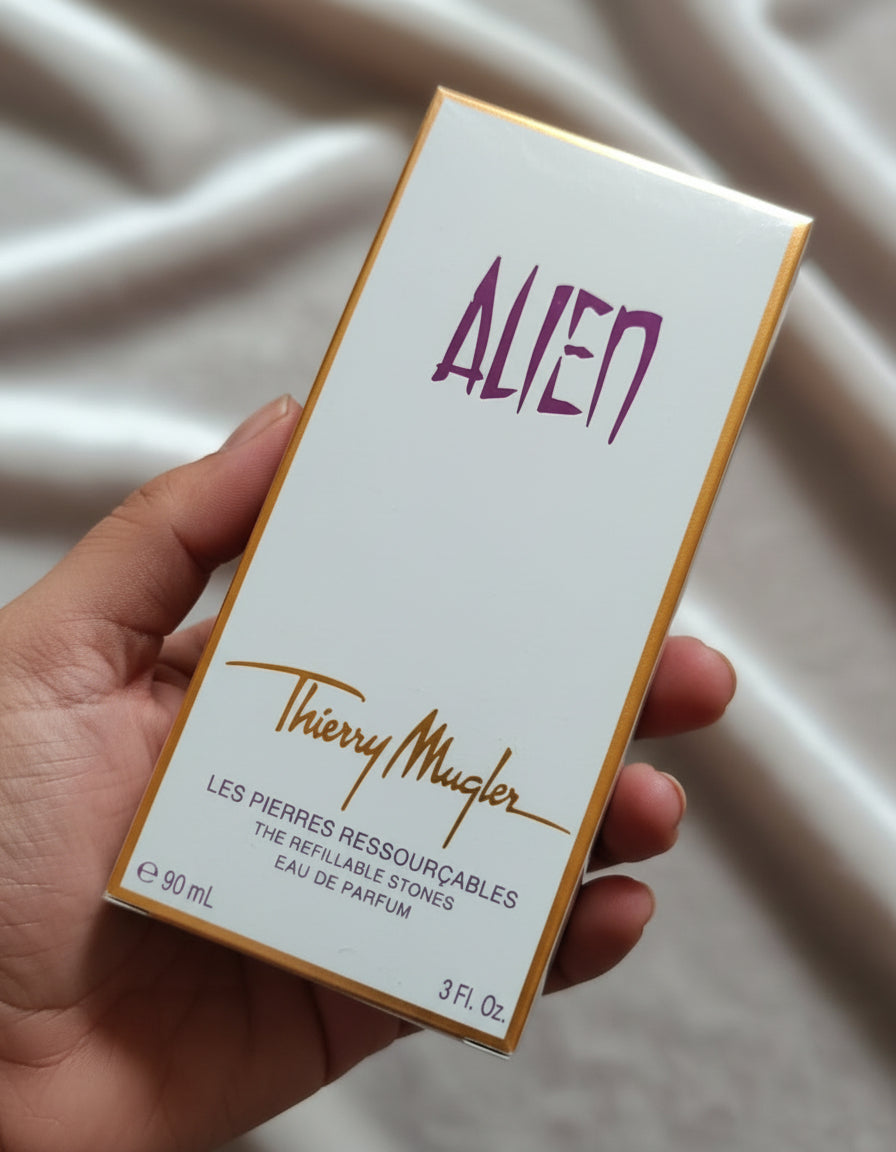 ALIEN
Thierry Mugler
LES PIERRES RESSOURÇABLES
THE REFILLABLE STONES
EAU DE PARFUM
℮ 90 mL
3 Fl. Oz.